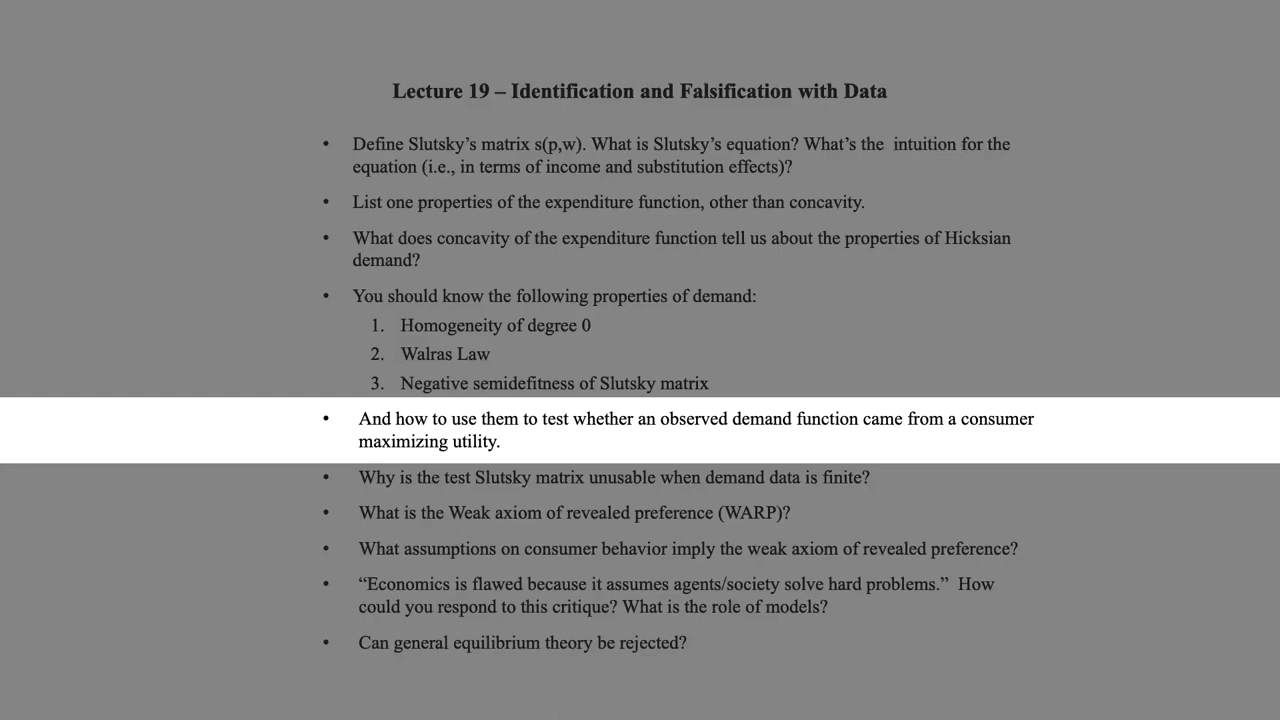 Lecture 19 – Identification and Falsification with Data
• Define Slutsky’s matrix s(p,w). What is Slutsky’s equation? What’s the intuition for the
equation (i.e., in terms of income and substitution effects)?
• List one properties of the expenditure function, other than concavity.
• What does concavity of the expenditure function tell us about the properties of Hicksian
demand?
• You should know the following properties of demand:
1. Homogeneity of degree 0
2. Walras Law
3. Negative semidefitness of Slutsky matrix
• And how to use them to test whether an observed demand function came from a consumer
maximizing utility.
• Why is the test Slutsky matrix unusable when demand data is finite?
• What is the Weak axiom of revealed preference (WARP)?
• What assumptions on consumer behavior imply the weak axiom of revealed preference?
• “Economics is flawed because it assumes agents/society solve hard problems.” How
could you respond to this critique? What is the role of models?
• Can general equilibrium theory be rejected?